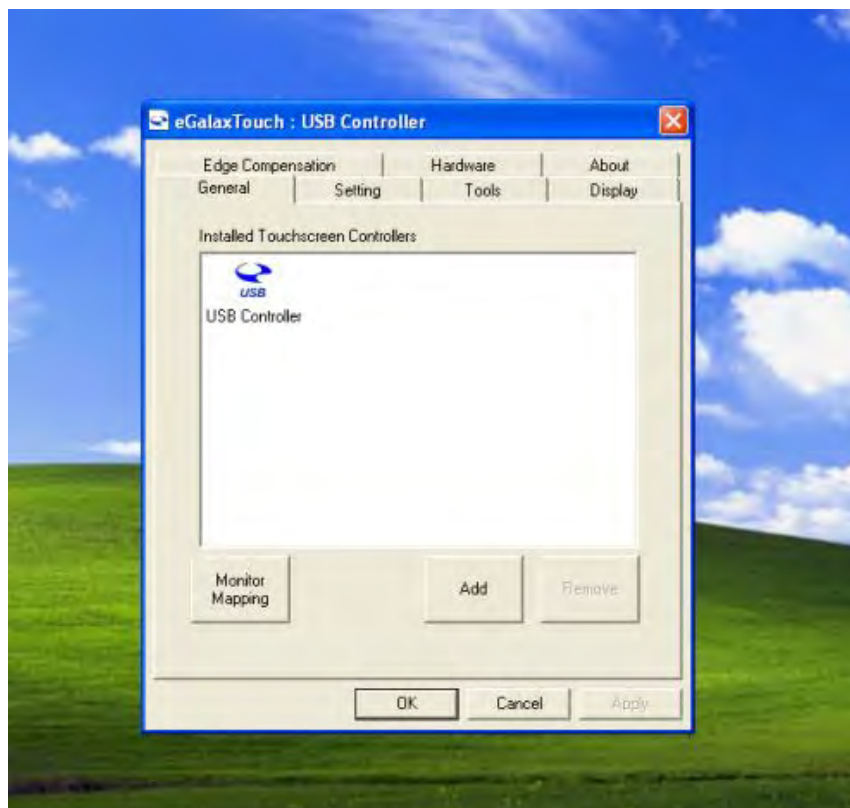 eGalaxTouch : USB Controller
Edge Compensation Hardware About
General Setting Tools Display
Installed Touchscreen Controllers
USB
USB Controller
Monitor
Mapping
Add
Remove
OK Cancel Apply